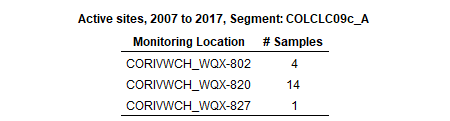 Active sites, 2007 to 2017, Segment: COLCLC09c_A
Monitoring Location # Samples
CORIVWCH_WQX-802 4
CORIVWCH_WQX-820 14
CORIVWCH_WQX-827 1